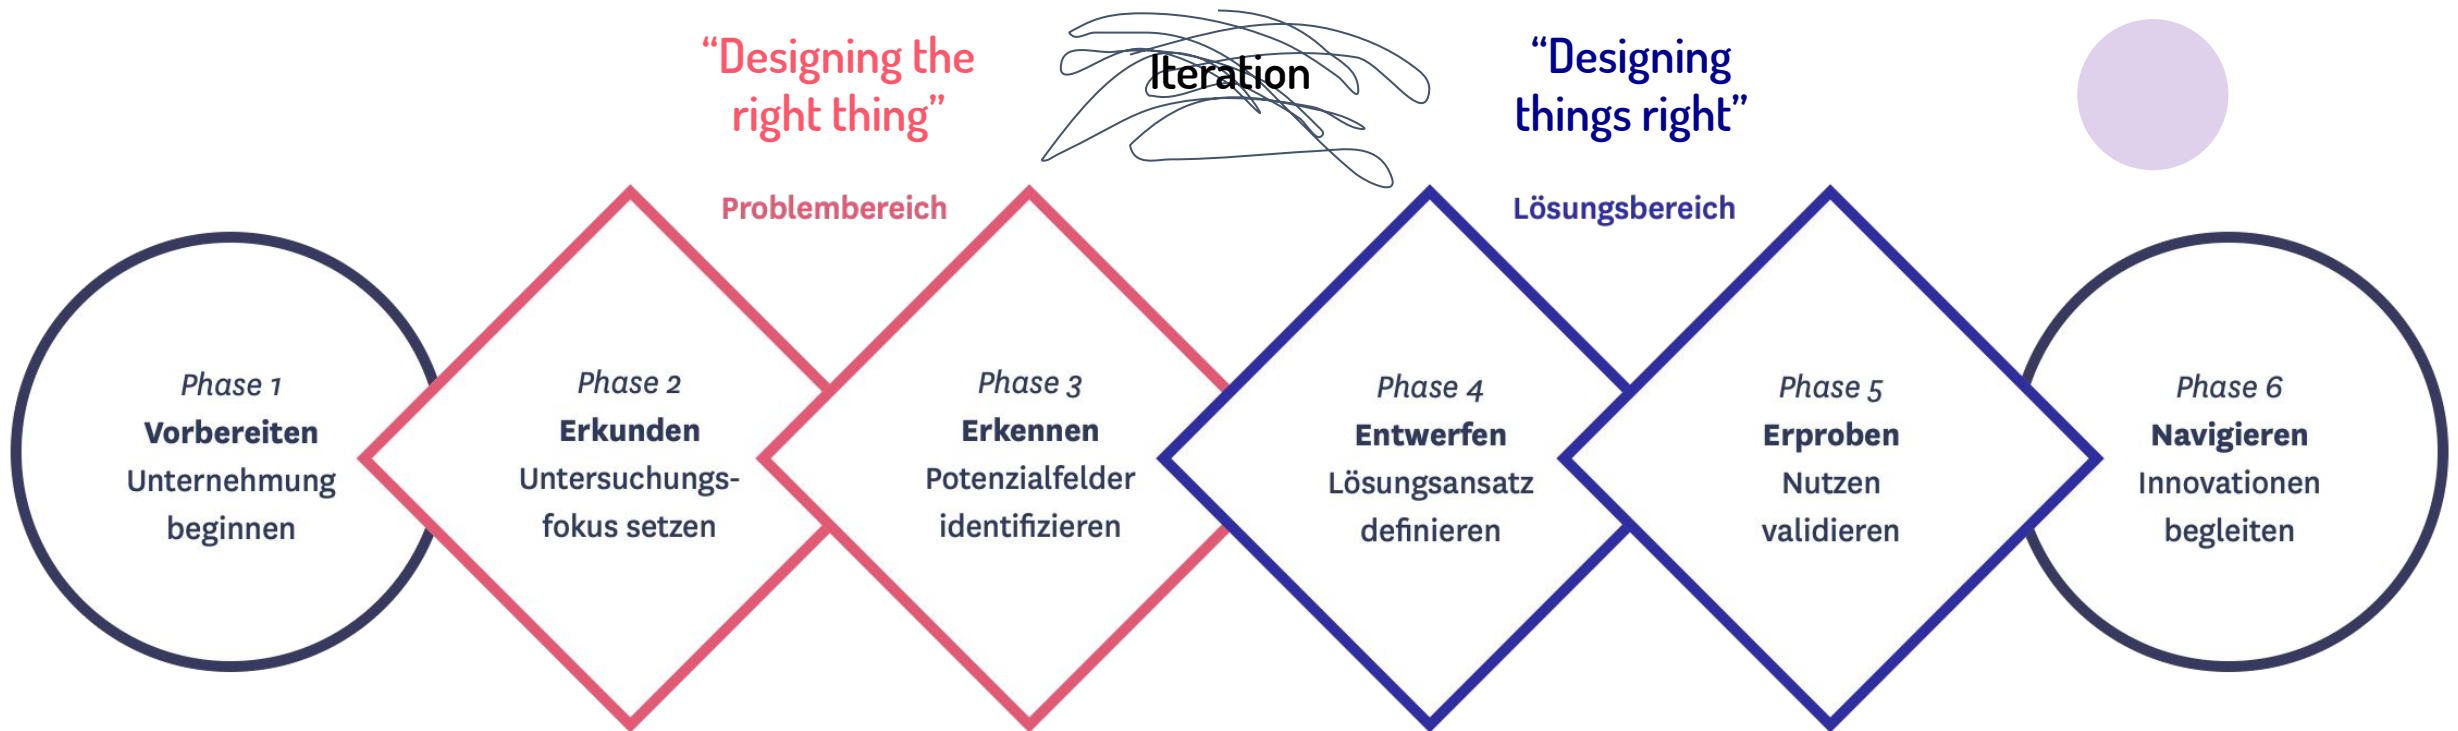 “Designing the
right thing”
Iteration
“Designing
things right”
Problembereich
Lösungsbereich
Phase 1
Vorbereiten
Unternehmung
beginnen
Phase 2
Erkunden
Untersuchungs-
fokus setzen
Phase 3
Erkennen
Potenzialfelder
identifizieren
Phase 4
Entwerfen
Lösungsansatz
definieren
Phase 5
Erproben
Nutzen
validieren
Phase 6
Navigieren
Innovationen
begleiten